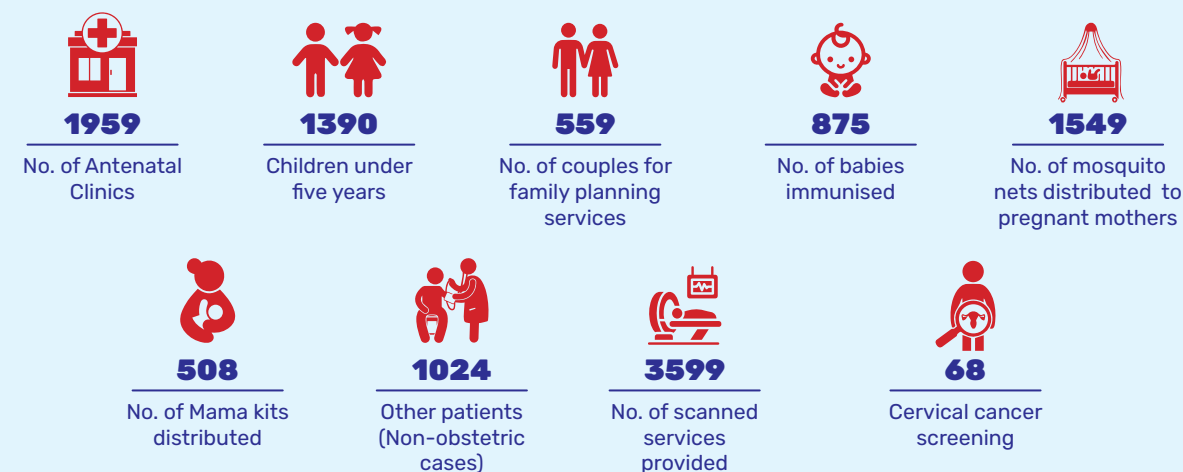 1959
No. of Antenatal
Clinics
1390
Children under
five years
559
No. of couples for
family planning
services
875
No. of babies
immunised
1549
No. of mosquito
nets distributed to
pregnant mothers
508
No. of Mama kits
distributed
1024
Other patients
(Non-obstetric
cases)
3599
No. of scanned
services
provided
68
Cervical cancer
screening